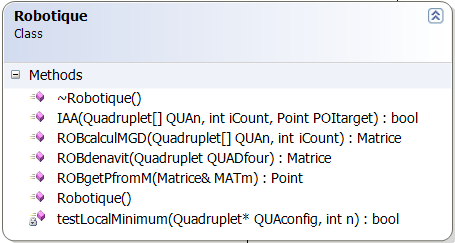 Robotique
Class
Methods
~Robotique()
IAA(Quadruplet[] QUAn, int iCount, Point POItarget) : bool
ROBcalculMGD(Quadruplet[] QUAn, int iCount) : Matrice
ROBdenavit(Quadruplet QUADfour) : Matrice
ROBgetPfromM(Matrice& MATm) : Point
Robotique()
testLocalMinimum(Quadruplet* QUAconfig, int n) : bool